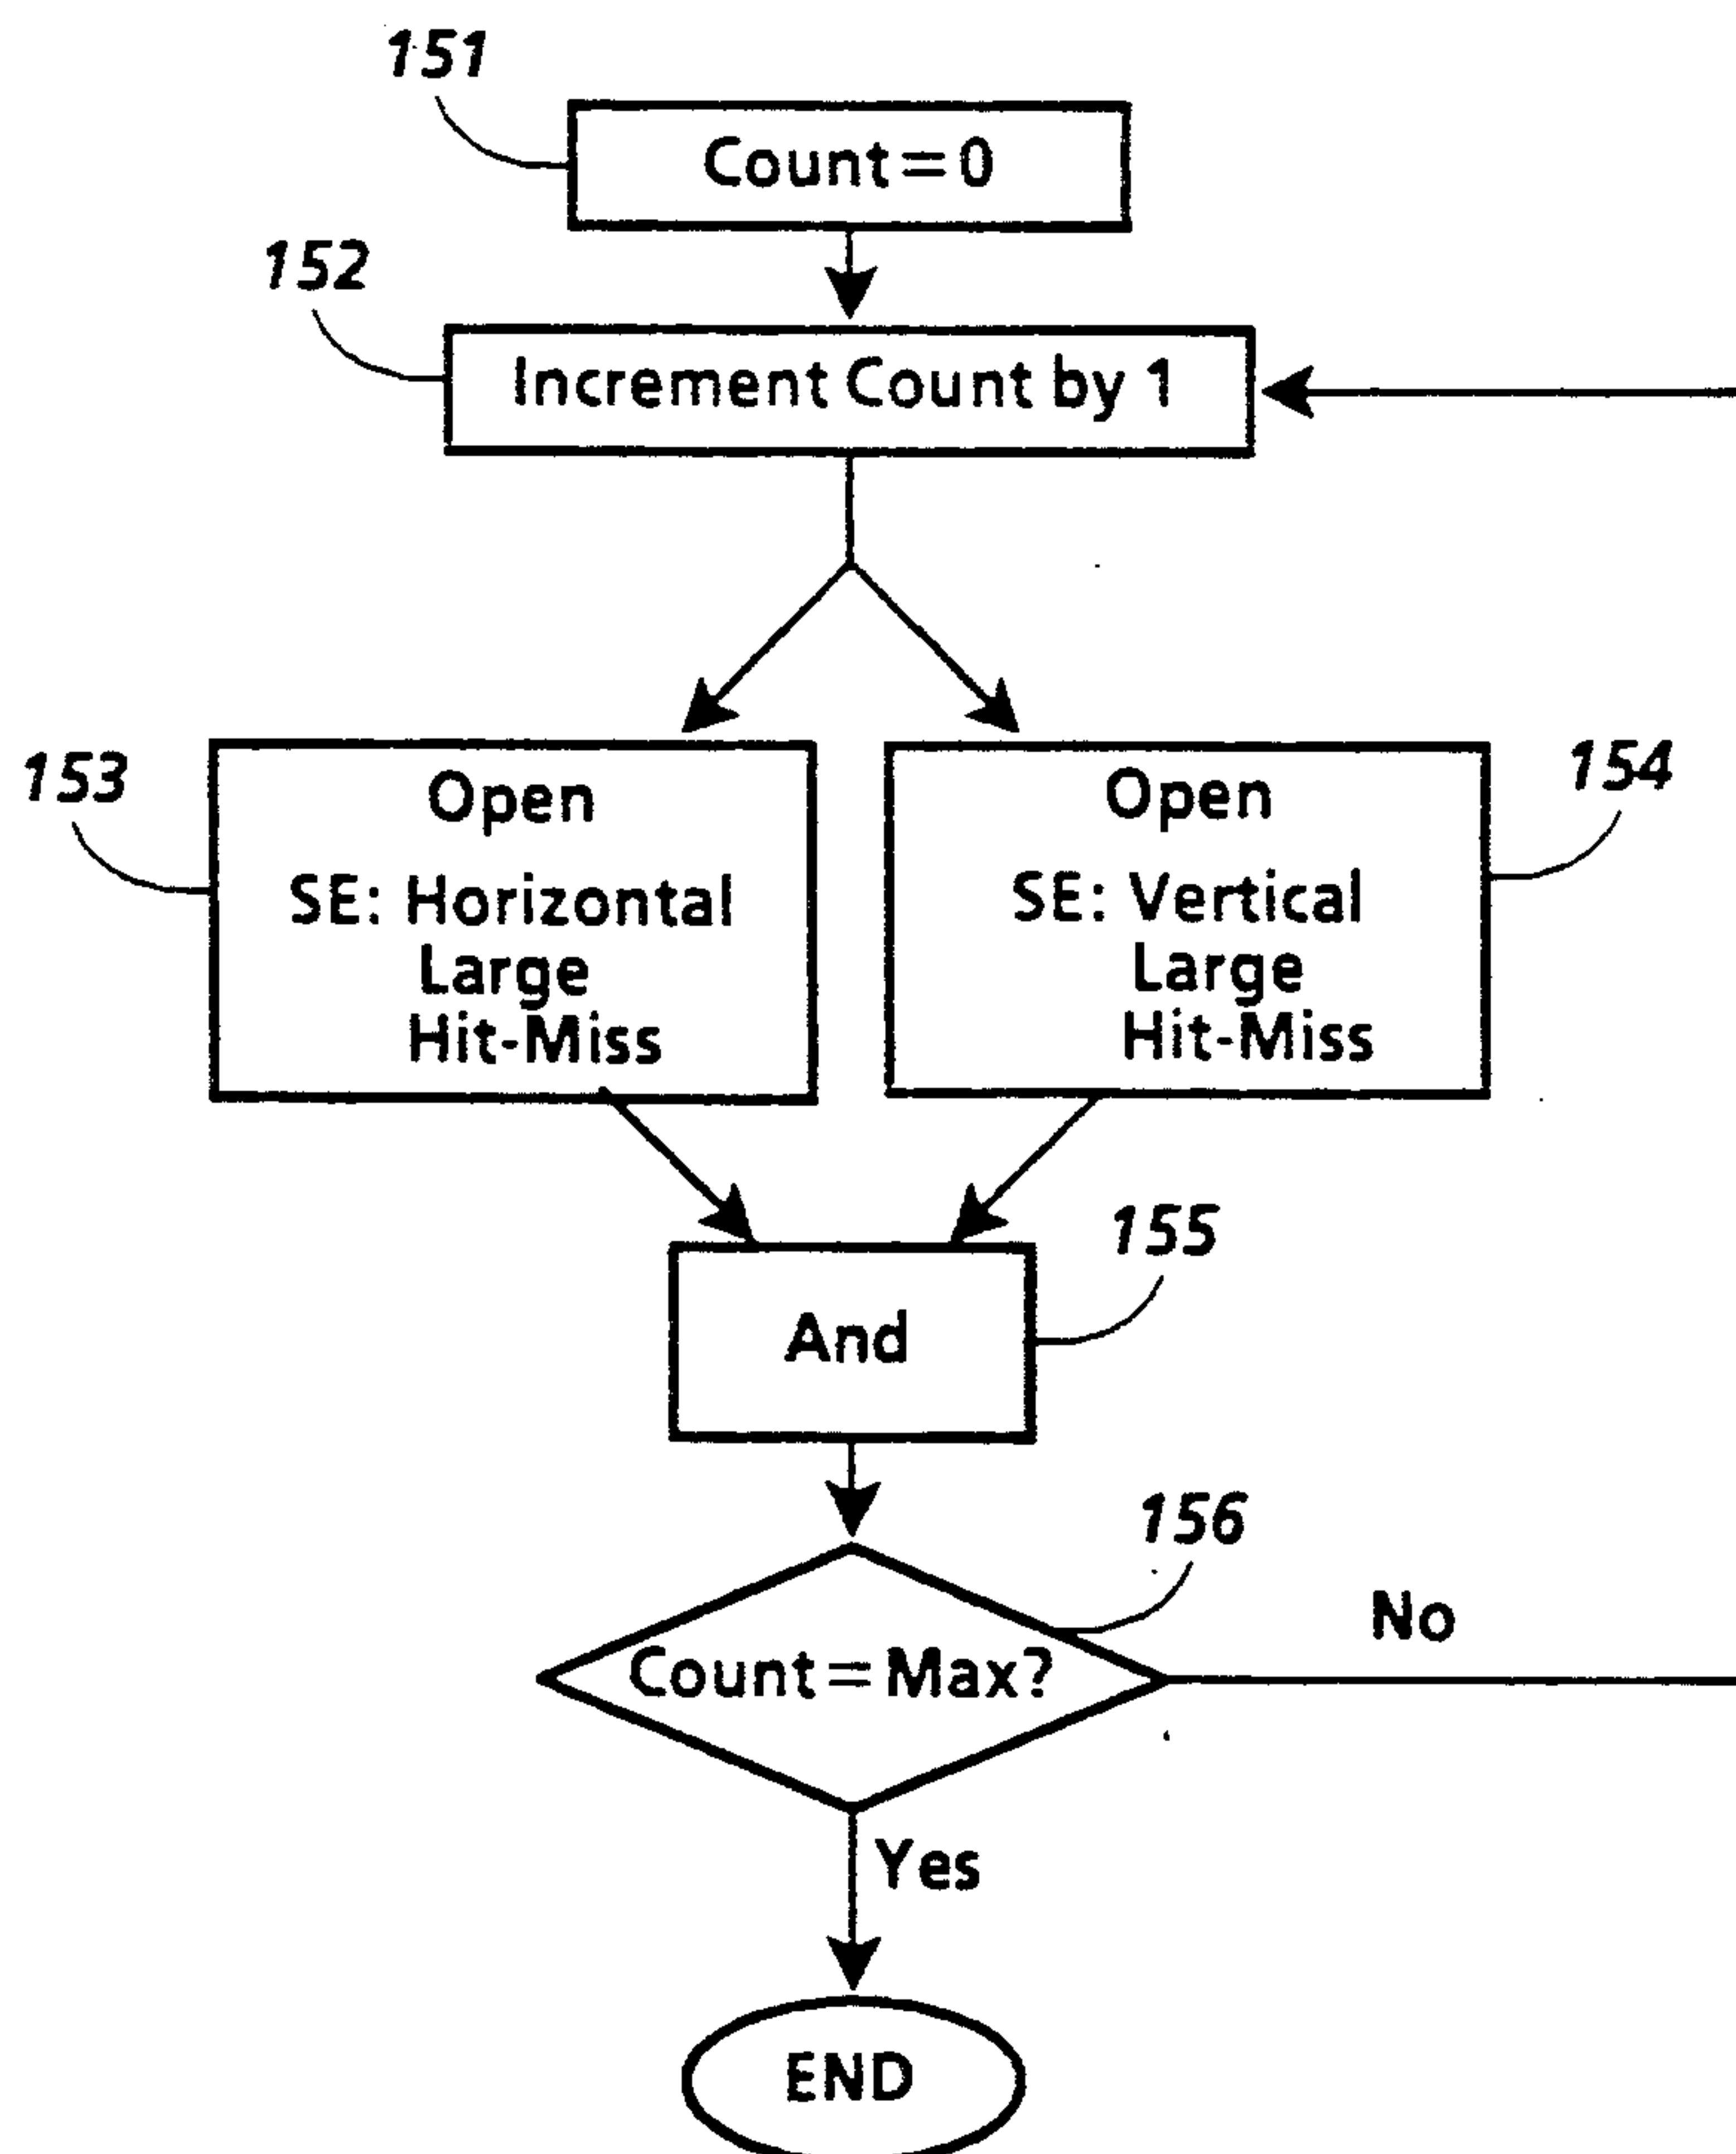 151
Count=0
152
Increment Count by 1
153
Open
SE: Horizontal
Large
Hit-Miss
154
Open
SE: Vertical
Large
Hit-Miss
155
And
156
Count=Max?
No
Yes
END